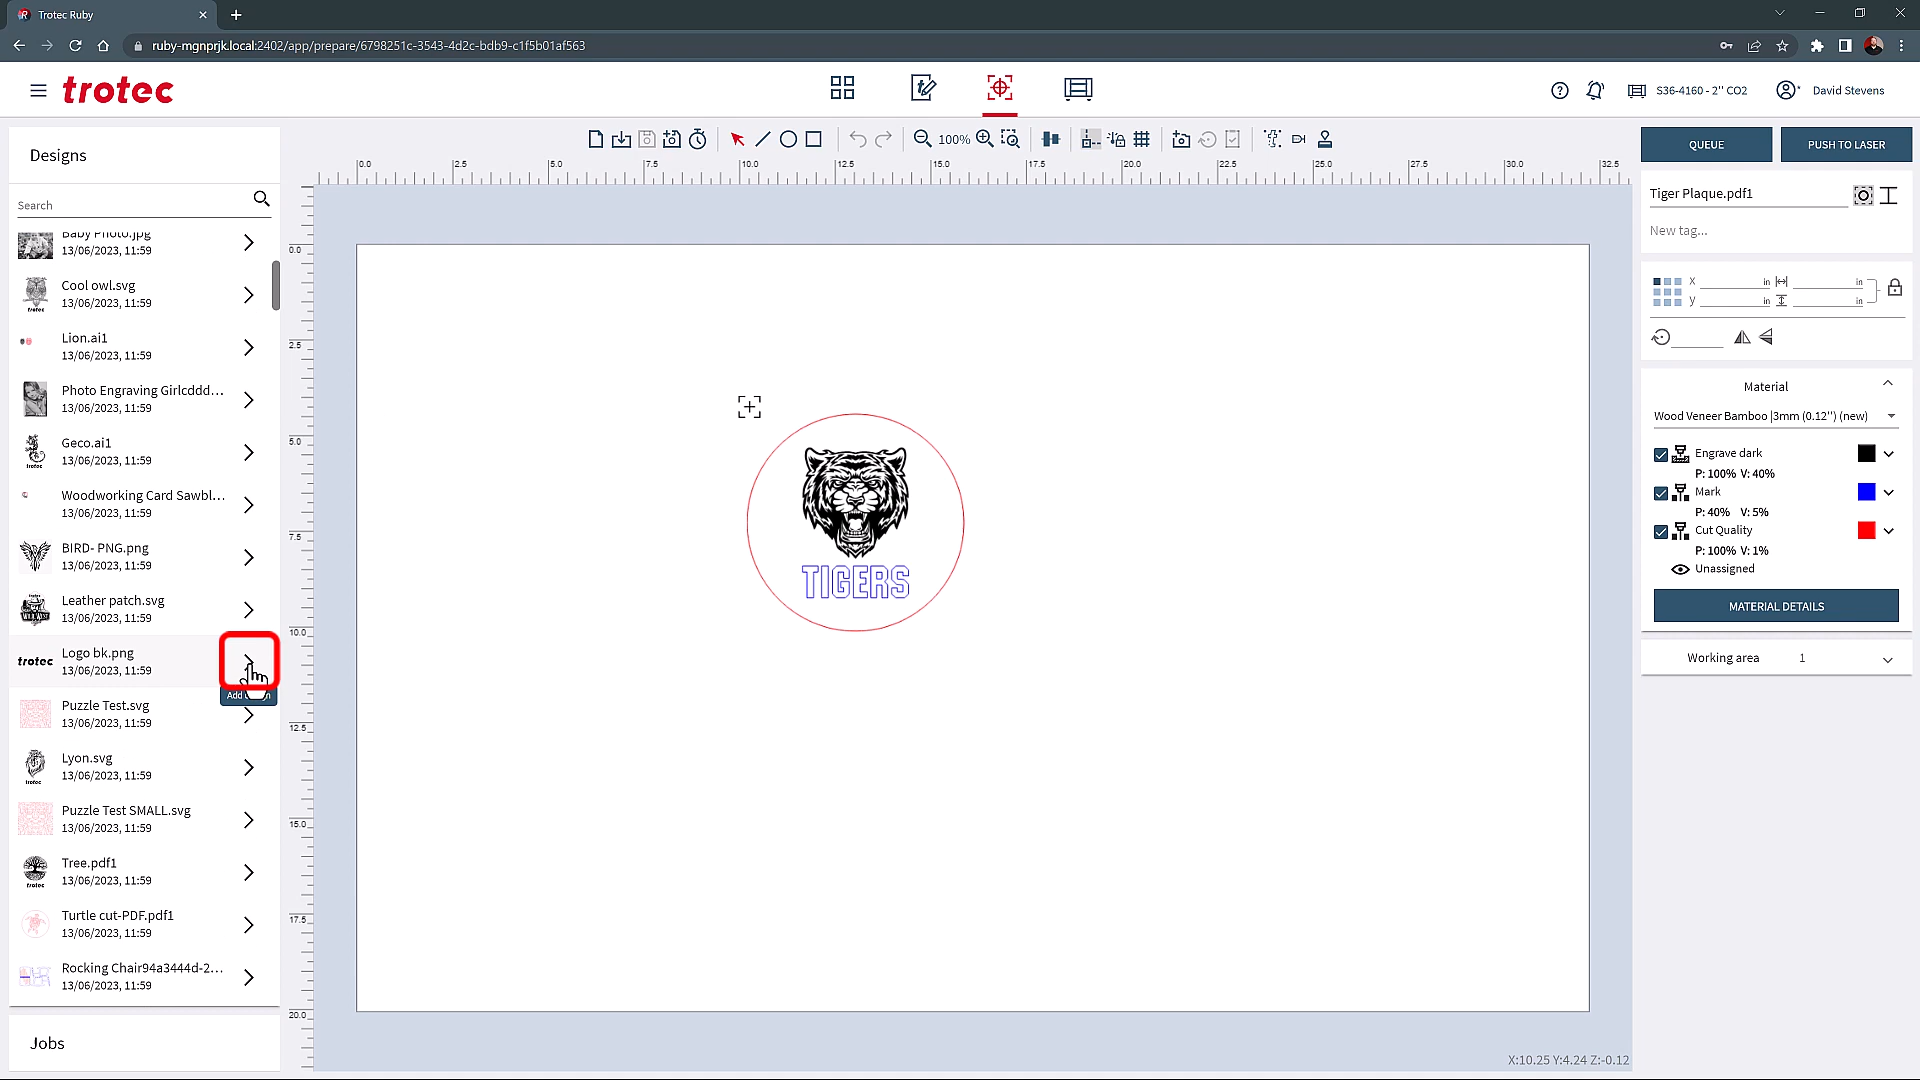 Trotec Ruby
ruby-mgnprjk.local:2402/app/prepare/6798251c-3543-4d2c-bdb9-c1f5b01af563
trotec
S36-4160 - 2'' CO2
David Stevens
Designs
Search
Baby Photo.jpg
13/06/2023, 11:59
Cool owl.svg
13/06/2023, 11:59
Lion.ai1
13/06/2023, 11:59
Photo Engraving Girlcddd...
13/06/2023, 11:59
Geco.ai1
13/06/2023, 11:59
Woodworking Card Sawbl...
13/06/2023, 11:59
BIRD- PNG.png
13/06/2023, 11:59
Leather patch.svg
13/06/2023, 11:59
trotec
Logo bk.png
13/06/2023, 11:59
Add
Puzzle Test.svg
13/06/2023, 11:59
Lyon.svg
13/06/2023, 11:59
Puzzle Test SMALL.svg
13/06/2023, 11:59
Tree.pdf1
13/06/2023, 11:59
Turtle cut-PDF.pdf1
13/06/2023, 11:59
Rocking Chair94a3444d-2...
13/06/2023, 11:59
Jobs
100%
0.0 2.5 5.0 7.5 10.0 12.5 15.0 17.5 20.0 22.5 25.0 27.5 30.0 32.5
0.0
2.5
5.0
7.5
10.0
12.5
15.0
17.5
20.0
TIGERS
X:10.25 Y:4.24 Z:-0.12
QUEUE
PUSH TO LASER
Tiger Plaque.pdf1
New tag...
x in in
y in in
Material
Wood Veneer Bamboo |3mm (0.12'') (new)
Engrave dark
P: 100% V: 40%
Mark
P: 40% V: 5%
Cut Quality
P: 100% V: 1%
Unassigned
MATERIAL DETAILS
Working area 1